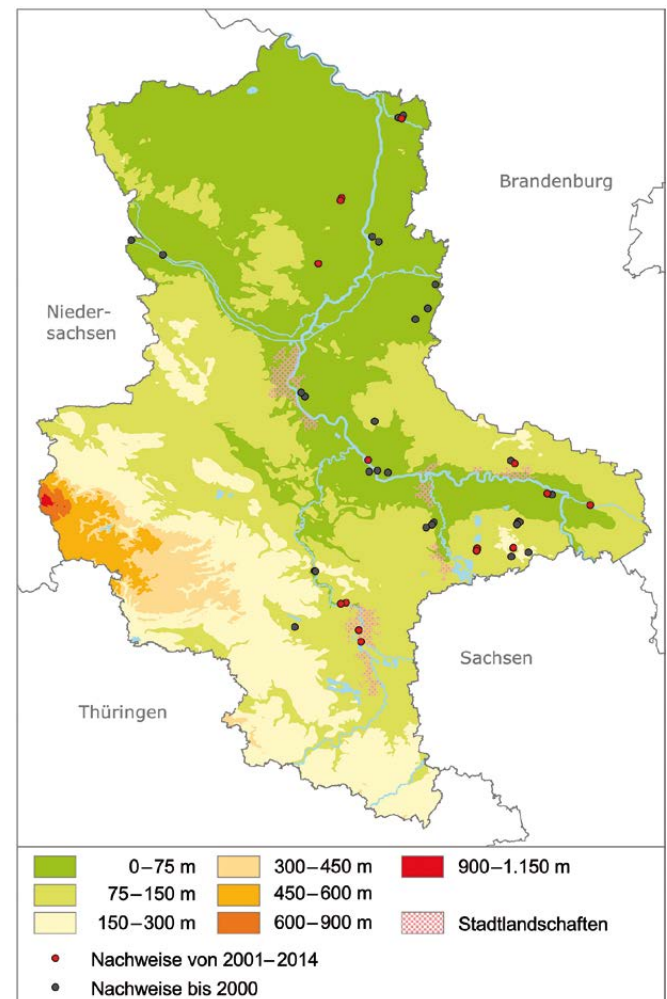 Brandenburg
Nieder-
sachsen
Sachsen
Thüringen
0–75 m 300–450 m 900–1.150 m
75–150 m 450–600 m
150–300 m 600–900 m Stadtlandschaften
Nachweise von 2001–2014
Nachweise bis 2000